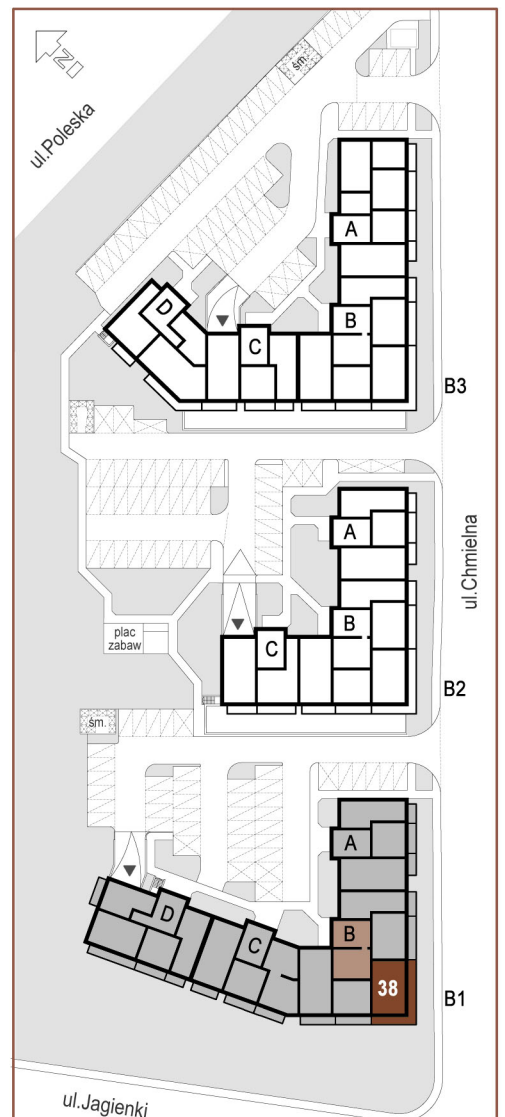 N
śm.
ul.Poleska
A
D
B
C
B3
A
ul.Chmielna
B
C
plac
zabaw
B2
śm.
A
D
B
C
38
B1
ul.Jagienki